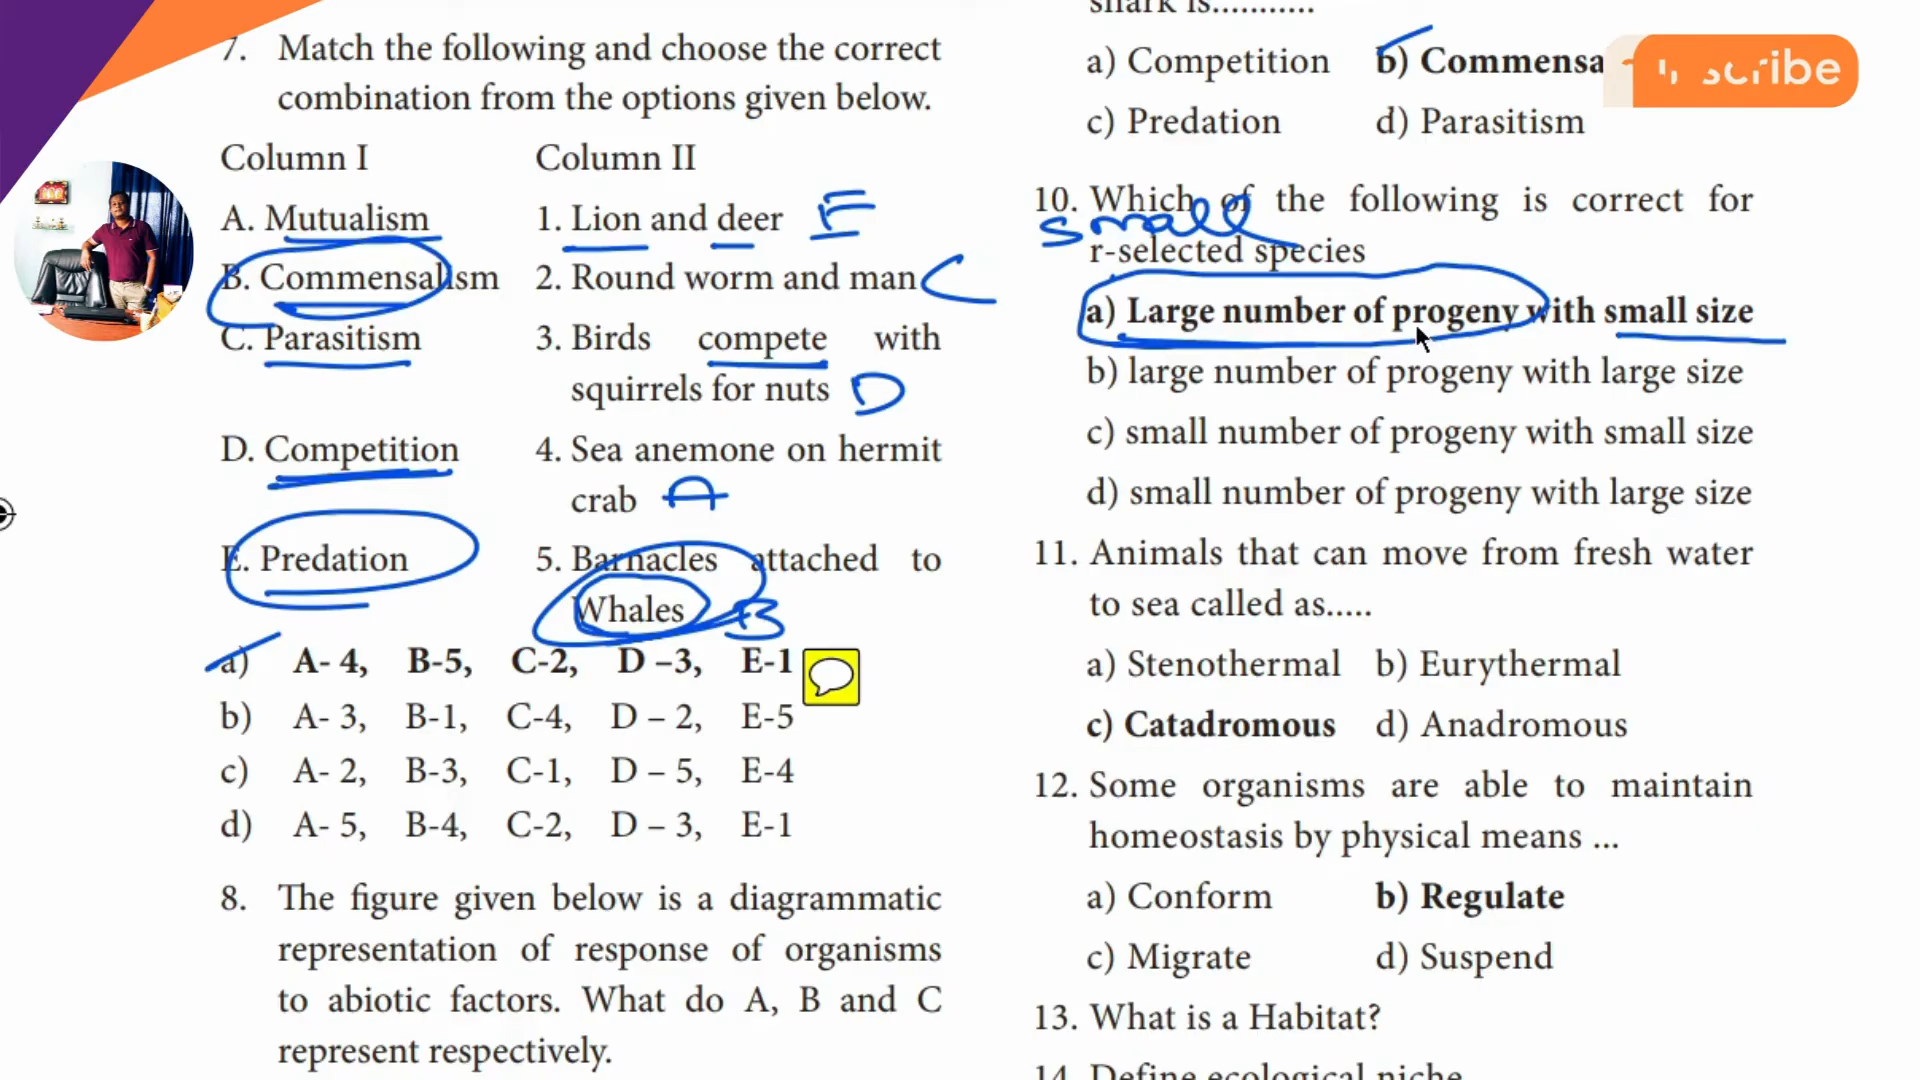 7. Match the following and choose the correct
combination from the options given below.
Column I Column II
A. Mutualism 1. Lion and deer E
B. Commensalism 2. Round worm and man C
C. Parasitism 3. Birds compete with
squirrels for nuts D
D. Competition 4. Sea anemone on hermit
crab A
E. Predation 5. Barnacles attached to
Whales B
a) A- 4, B-5, C-2, D –3, E-1
b) A- 3, B-1, C-4, D – 2, E-5
c) A- 2, B-3, C-1, D – 5, E-4
d) A- 5, B-4, C-2, D – 3, E-1
8. The figure given below is a diagrammatic
representation of response of organisms
to abiotic factors. What do A, B and C
represent respectively.
shark is...........
a) Competition b) Commensa
scribe
c) Predation d) Parasitism
10. Which of the following is correct for
small
r-selected species
a) Large number of progeny with small size
b) large number of progeny with large size
c) small number of progeny with small size
d) small number of progeny with large size
11. Animals that can move from fresh water
to sea called as.....
a) Stenothermal b) Eurythermal
c) Catadromous d) Anadromous
12. Some organisms are able to maintain
homeostasis by physical means ...
a) Conform b) Regulate
c) Migrate d) Suspend
13. What is a Habitat?
14. Define ecological niche